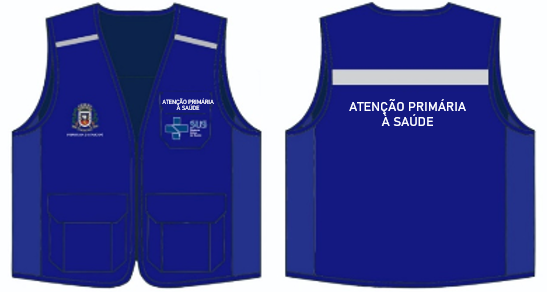 ATENÇÃO PRIMÁRIA
À SAÚDE
SUS
ATENÇÃO PRIMÁRIA
À SAÚDE